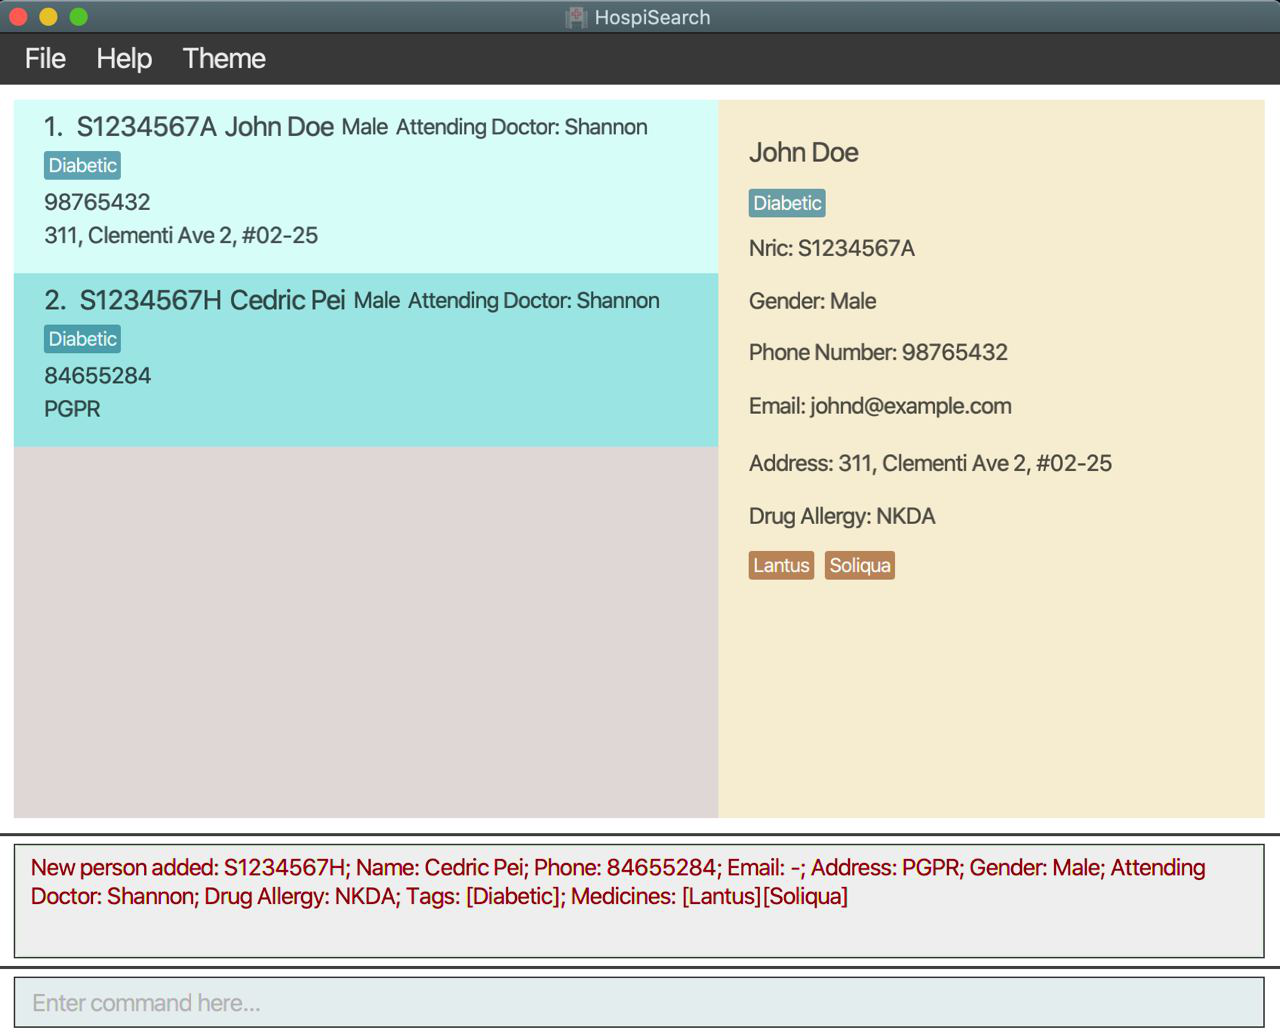 HospiSearch
File Help Theme
1. S1234567A John Doe Male Attending Doctor: Shannon
Diabetic
98765432
311, Clementi Ave 2, #02-25
2. S1234567H Cedric Pei Male Attending Doctor: Shannon
Diabetic
84655284
PGPR
John Doe
Diabetic
Nric: S1234567A
Gender: Male
Phone Number: 98765432
Email: johnd@example.com
Address: 311, Clementi Ave 2, #02-25
Drug Allergy: NKDA
Lantus Soliqua
New person added: S1234567H; Name: Cedric Pei; Phone: 84655284; Email: -; Address: PGPR; Gender: Male; Attending
Doctor: Shannon; Drug Allergy: NKDA; Tags: [Diabetic]; Medicines: [Lantus][Soliqua]
Enter command here...